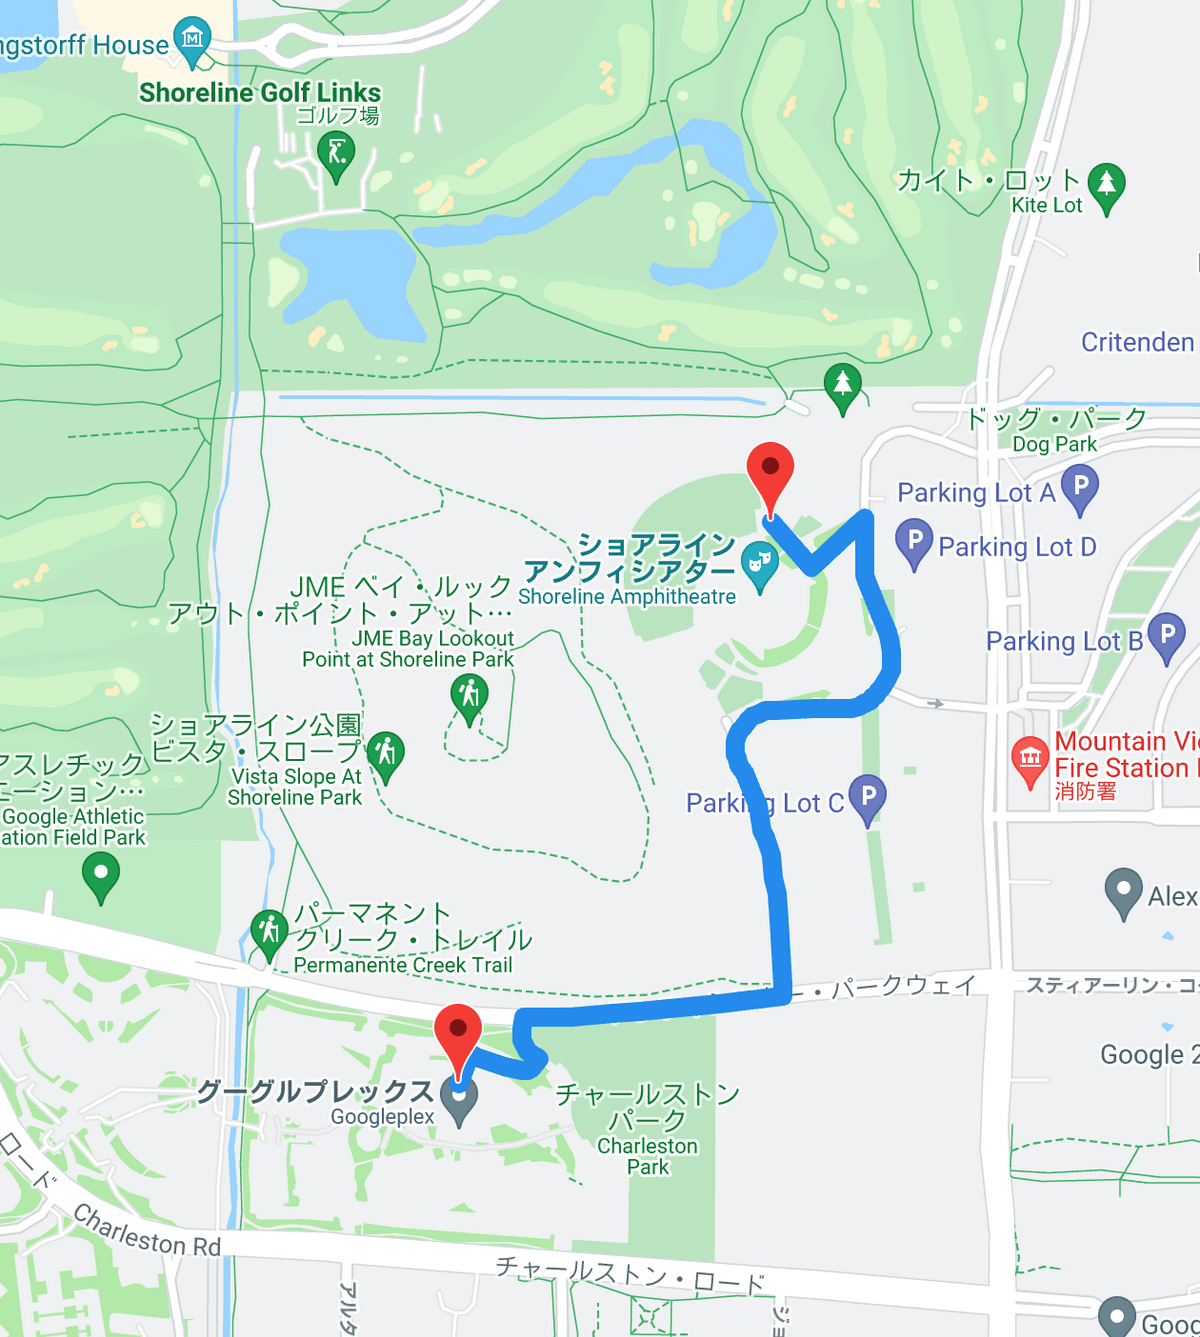 ngstorff House
Shoreline Golf Links
ゴルフ場
カイト・ロット
Kite Lot
Critenden
ドッグ・パーク
Dog Park
Parking Lot A
Parking Lot D
ショアライン
アンフィシアター
Shoreline Amphitheatre
JME ベイ・ルック
アウト・ポイント・アット…
JME Bay Lookout
Point at Shoreline Park
Parking Lot B
ショアライン公園
ビスタ・スロープ
Vista Slope At
Shoreline Park
アスレチック
エーション…
Google Athletic
ation Field Park
Mountain Vi
Fire Station
消防署
Parking Lot C
Alex
パーマネント
クリーク・トレイル
Permanente Creek Trail
ー・パークウェイ
スティアーリン・コ
Google 2
グーグルプレックス
Googleplex
チャールストン
パーク
Charleston
Park
ロード
Charleston Rd
チャールストン・ロード
アルタ
ジョ
Goog